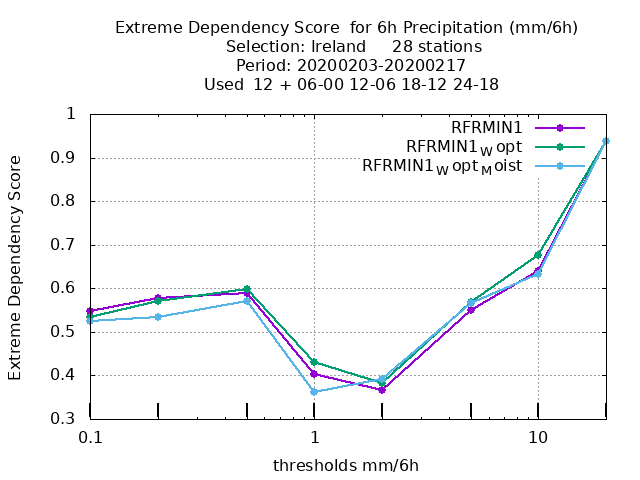 Extreme Dependency Score  for 6h Precipitation (mm/6h)
Selection: Ireland     28 stations
Period: 20200203-20200217
Used  12 + 06-00 12-06 18-12 24-18
RFRMIN1
RFRMIN1Wopt
RFRMIN1WoptMoist
Extreme Dependency Score
1
0.9
0.8
0.7
0.6
0.5
0.4
0.3
0.1 1 10
thresholds mm/6h